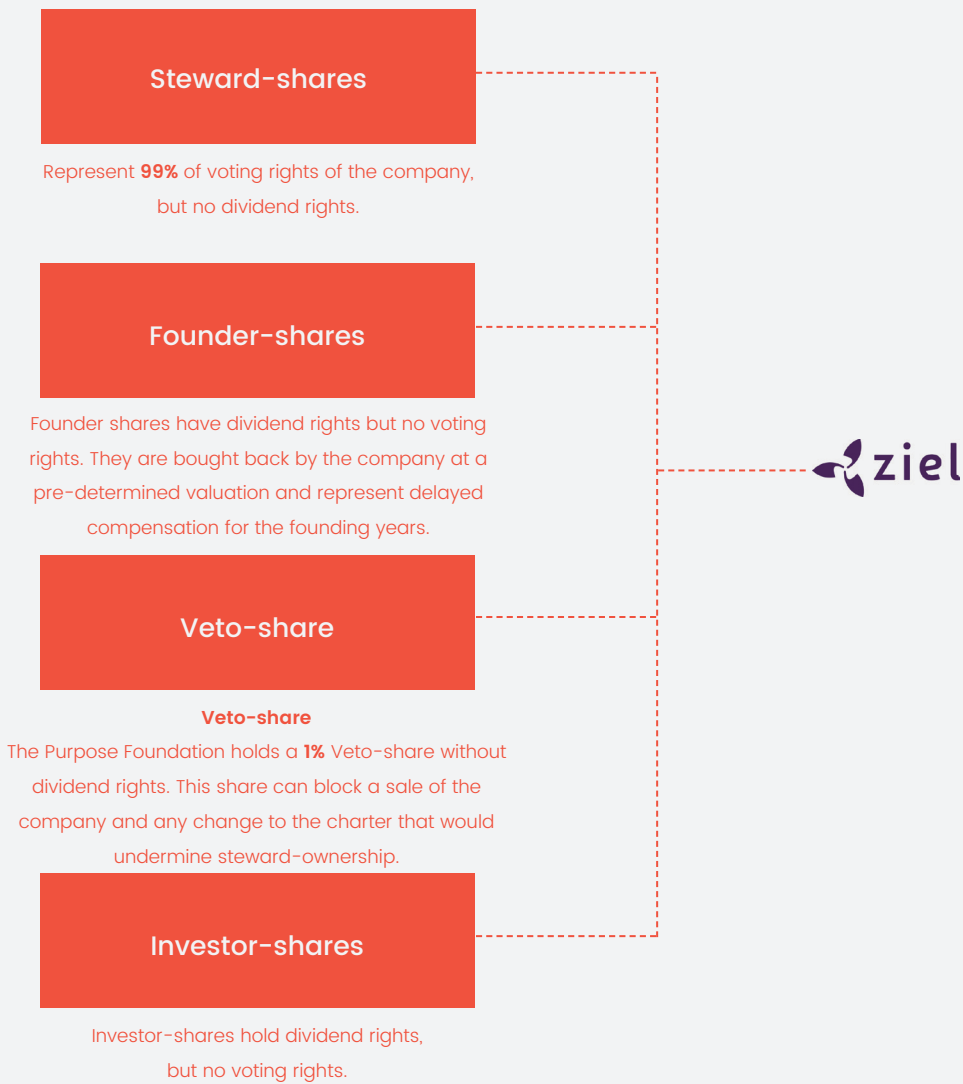 Steward-shares
Represent 99% of voting rights of the company,
but no dividend rights.
Founder-shares
Founder shares have dividend rights but no voting
rights. They are bought back by the company at a
pre-determined valuation and represent delayed
compensation for the founding years.
ziel
Veto-share
Veto-share
The Purpose Foundation holds a 1% Veto-share without
dividend rights. This share can block a sale of the
company and any change to the charter that would
undermine steward-ownership.
Investor-shares
Investor-shares hold dividend rights,
but no voting rights.